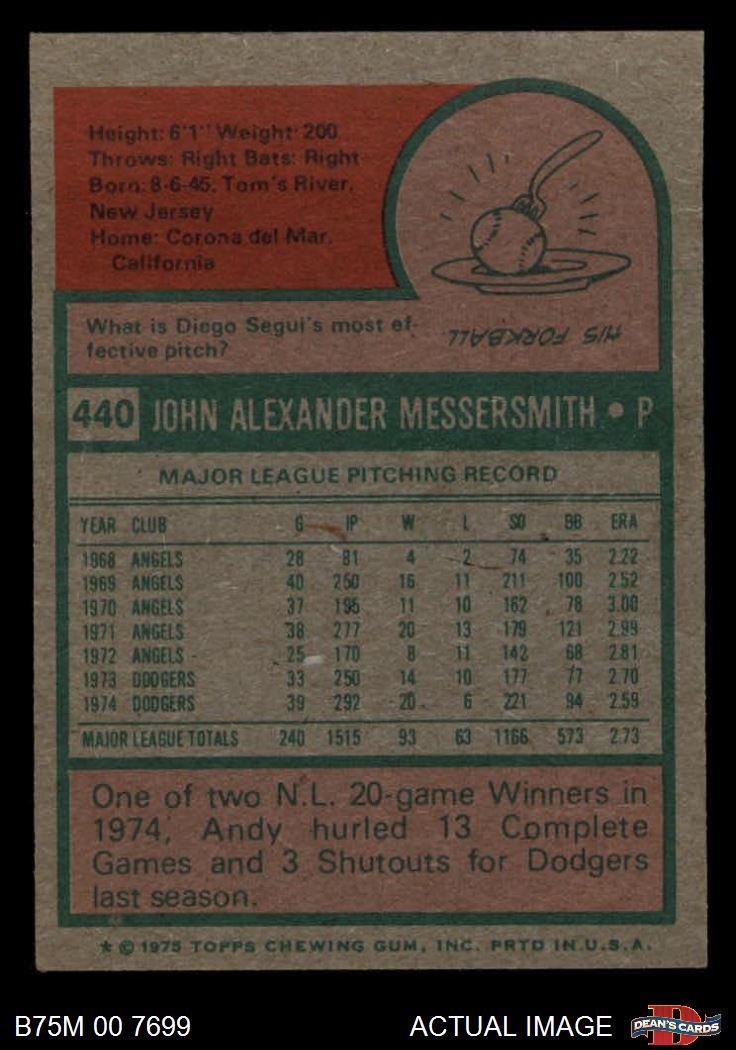 Height: 6'1" Weight: 200
Throws: Right Bats: Right
Born: 8-6-45, Tom's River,
New Jersey
Home: Corona del Mar,
California
What is Diego Segui's most ef-
fective pitch?
HIS FORKBALL.
440 JOHN ALEXANDER MESSERSMITH • P
MAJOR LEAGUE PITCHING RECORD
YEAR CLUB G IP W L SO BB ERA
1968 ANGELS 28 81 4 2 74 35 2.22
1969 ANGELS 40 250 16 11 211 100 2.52
1970 ANGELS 37 195 11 10 162 78 3.00
1971 ANGELS 38 277 20 13 179 121 2.99
1972 ANGELS 25 170 8 11 142 68 2.81
1973 DODGERS 33 250 14 10 177 77 2.70
1974 DODGERS 39 292 20 6 221 94 2.59
MAJOR LEAGUE TOTALS 240 1515 93 63 1166 573 2.73
One of two N.L. 20-game Winners in
1974, Andy hurled 13 Complete
Games and 3 Shutouts for Dodgers
last season.
* © 1975 TOPPS CHEWING GUM, INC. PRTD IN U.S.A.
B75M 00 7699 ACTUAL IMAGE DEAN'S CARDS